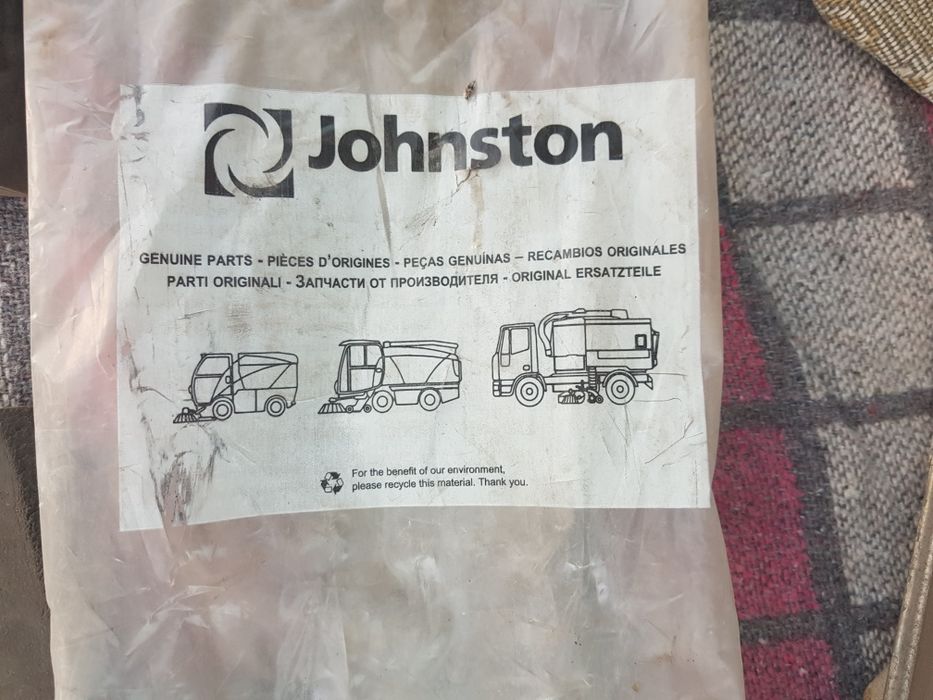 Johnston
GENUINE PARTS - PIÈCES D'ORIGINES - PEÇAS GENUÍNAS – RECAMBIOS ORIGINALES
PARTI ORIGINALI - ЗАПЧАСТИ ОТ ПРОИЗВОДИТЕЛЯ - ORIGINAL ERSATZTEILE
For the benefit of our environment,
please recycle this material. Thank you.